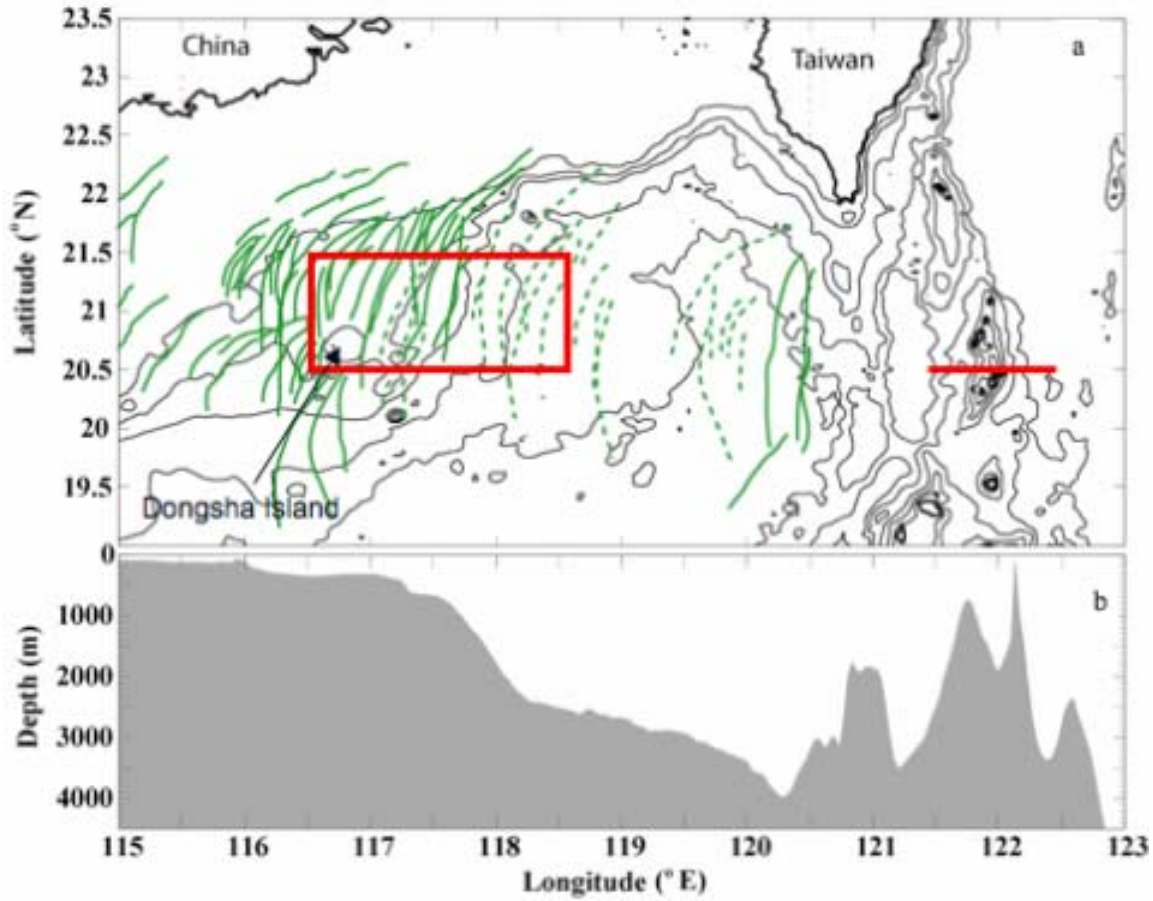 23.5
China
Taiwan
a
23
22.5
22
21.5
21
20.5
20
19.5
Latitude (°N)
Dongsha Island
0
1000
2000
3000
4000
Depth (m)
b
115 116 117 118 119 120 121 122 123
Longitude (°E)